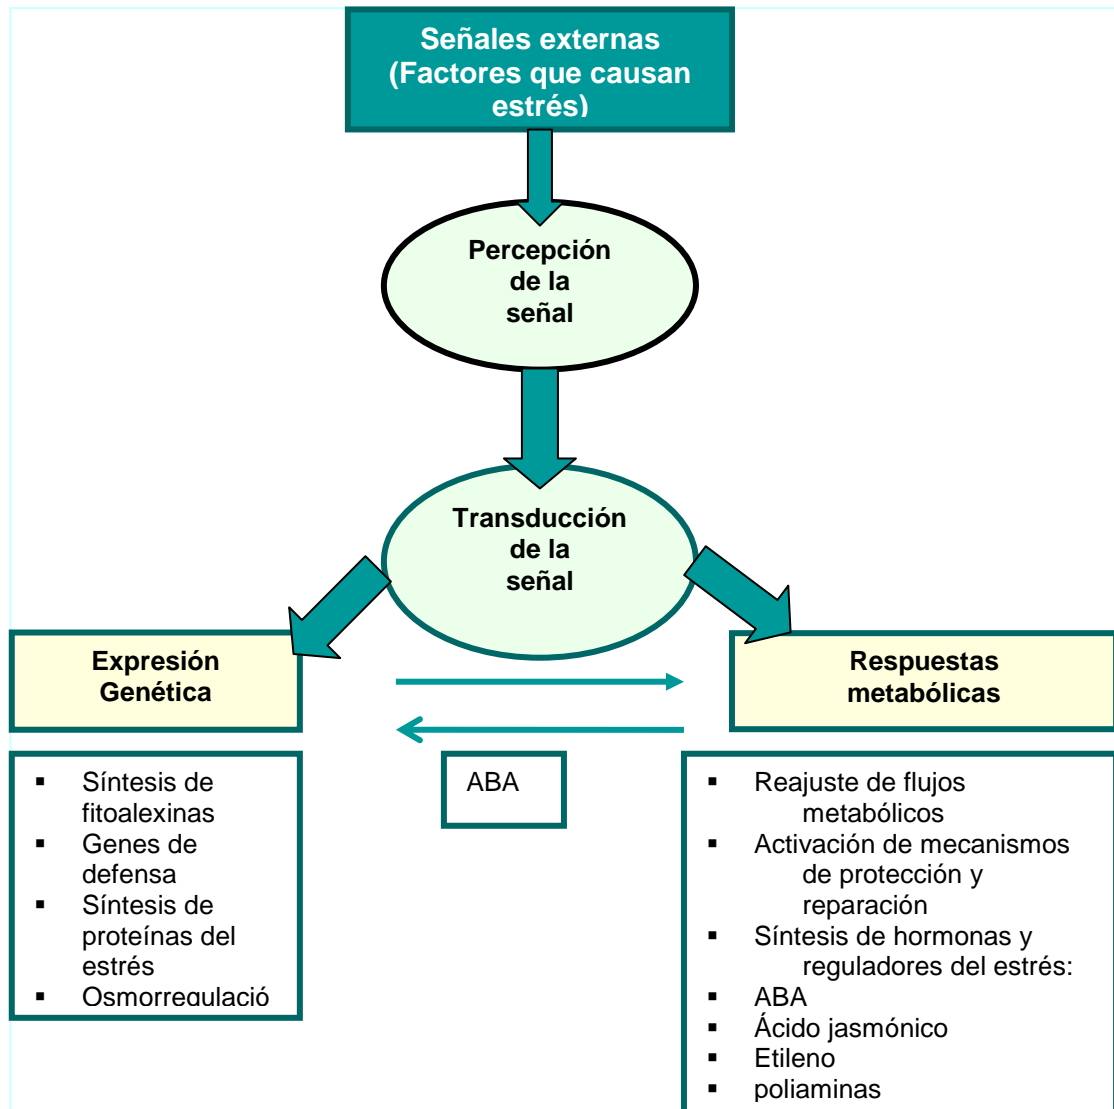 Señales externas
(Factores que causan
estrés)
Percepción
de la
señal
Transducción
de la
señal
Expresión
Genética
Respuestas
metabólicas
▪ Síntesis de
fitoalexinas
▪ Genes de
defensa
▪ Síntesis de
proteínas del
estrés
▪ Osmorregulació
ABA
▪ Reajuste de flujos
metabólicos
▪ Activación de mecanismos
de protección y
reparación
▪ Síntesis de hormonas y
reguladores del estrés:
▪ ABA
▪ Ácido jasmónico
▪ Etileno
▪ poliaminas